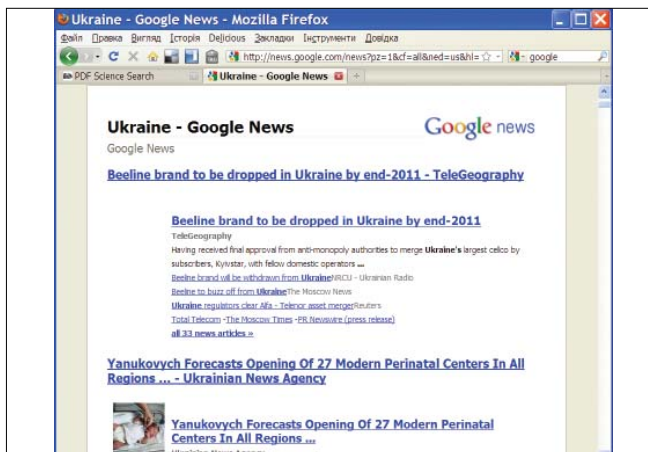 Ukraine - Google News - Mozilla Firefox
Файл Правка Вигляд Історія Delicious Закладки Інструменти Довідка
http://news.google.com/news?pz=1&cf=all&ned=us&hl= google
PDF Science Search Ukraine - Google News
Ukraine - Google News
Google news
Google News
Beeline brand to be dropped in Ukraine by end-2011 - TeleGeography
Beeline brand to be dropped in Ukraine by end-2011
TeleGeography
Having received final approval from anti-monopoly authorities to merge Ukraine's largest cellco by
subscribers, Kyivstar, with fellow domestic operators ...
Beeline brand will be withdrawn from UkraineNRCU - Ukrainian Radio
Beeline to buzz off from UkraineThe Moscow News
Ukraine regulators clear Alfa - Telenor asset mergerReuters
Total Telecom -The Moscow Times -PR Newswire (press release)
all 33 news articles »
Yanukovych Forecasts Opening Of 27 Modern Perinatal Centers In All
Regions ... - Ukrainian News Agency
Yanukovych Forecasts Opening Of 27 Modern Perinatal
Centers In All Regions ...